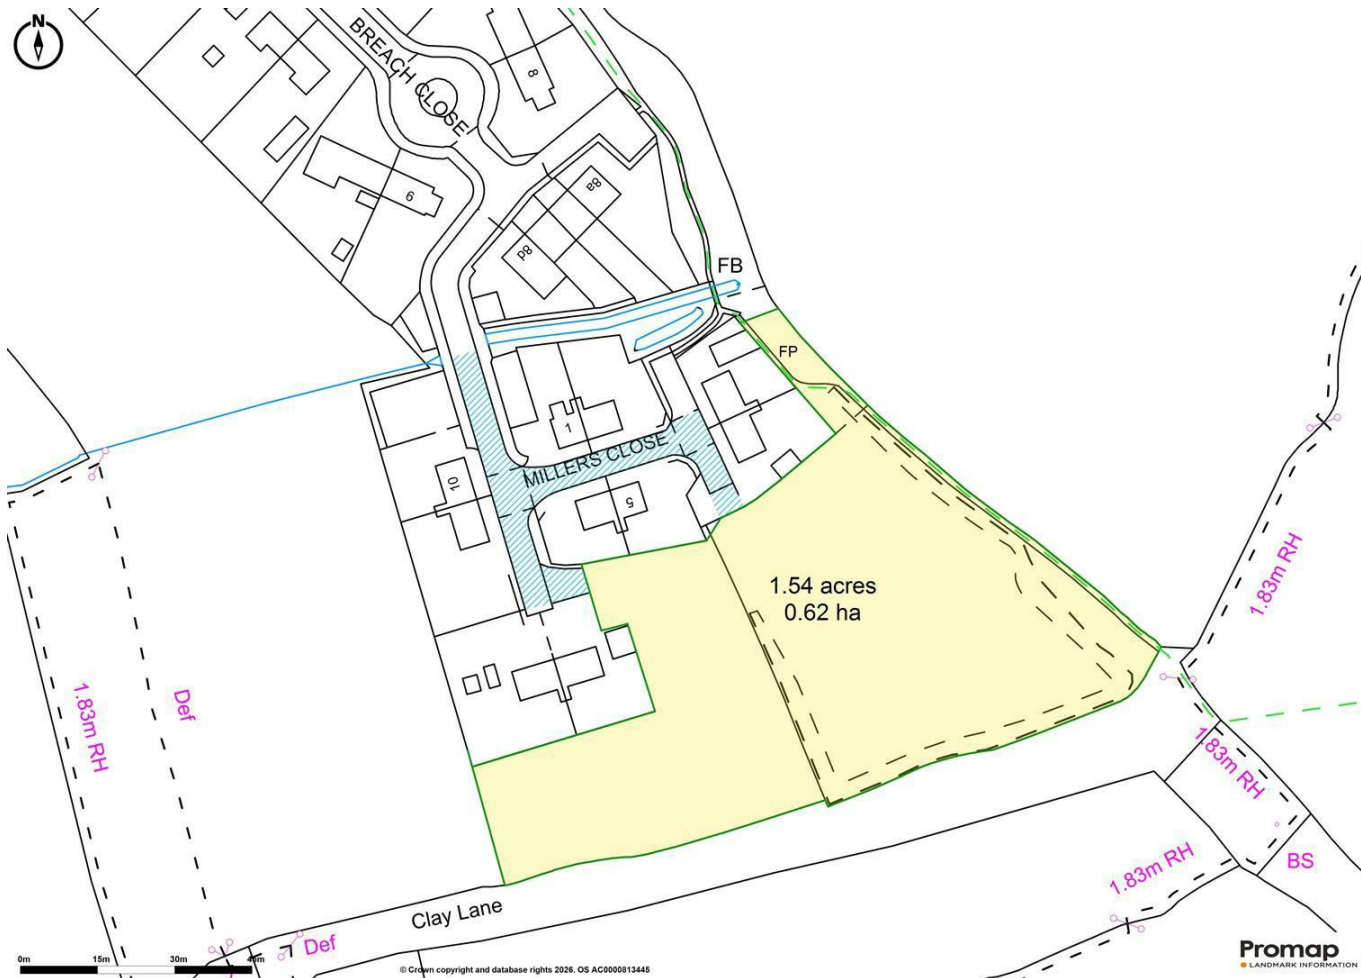 N
BREACH CLOSE
8
6
8a
8d
FB
FP
1
MILLERS CLOSE
10
5
1.54 acres
0.62 ha
1.83m RH
1.83m RH
Def
1.83m RH
1.83m RH
BS
Clay Lane
Def
0m 15m 30m 45m
© Crown copyright and database rights 2026. OS AC0000813445
Promap
LANDMARK INFORMATION